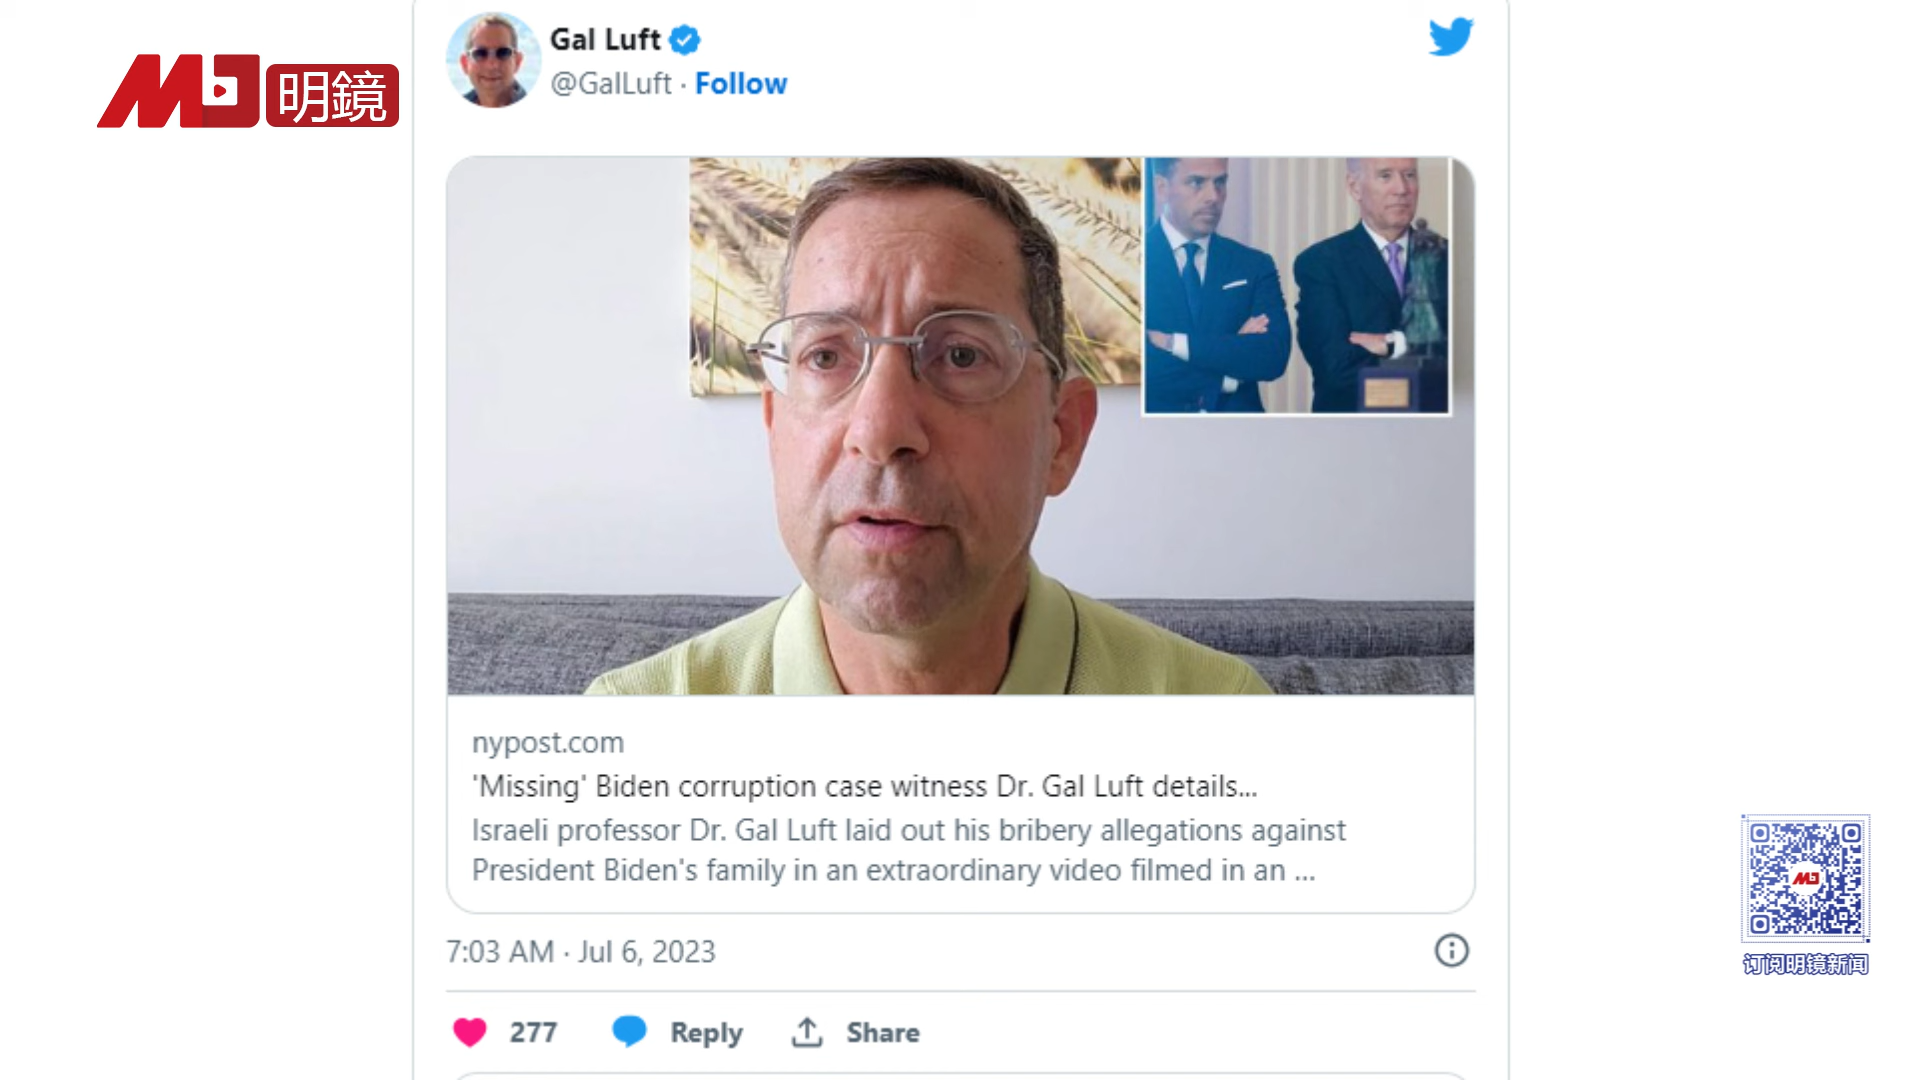 Gal Luft
@GalLuft · Follow
MD 明鏡
nypost.com
'Missing' Biden corruption case witness Dr. Gal Luft details...
Israeli professor Dr. Gal Luft laid out his bribery allegations against
President Biden's family in an extraordinary video filmed in an ...
7:03 AM · Jul 6, 2023
277 Reply Share
订阅明镜新闻